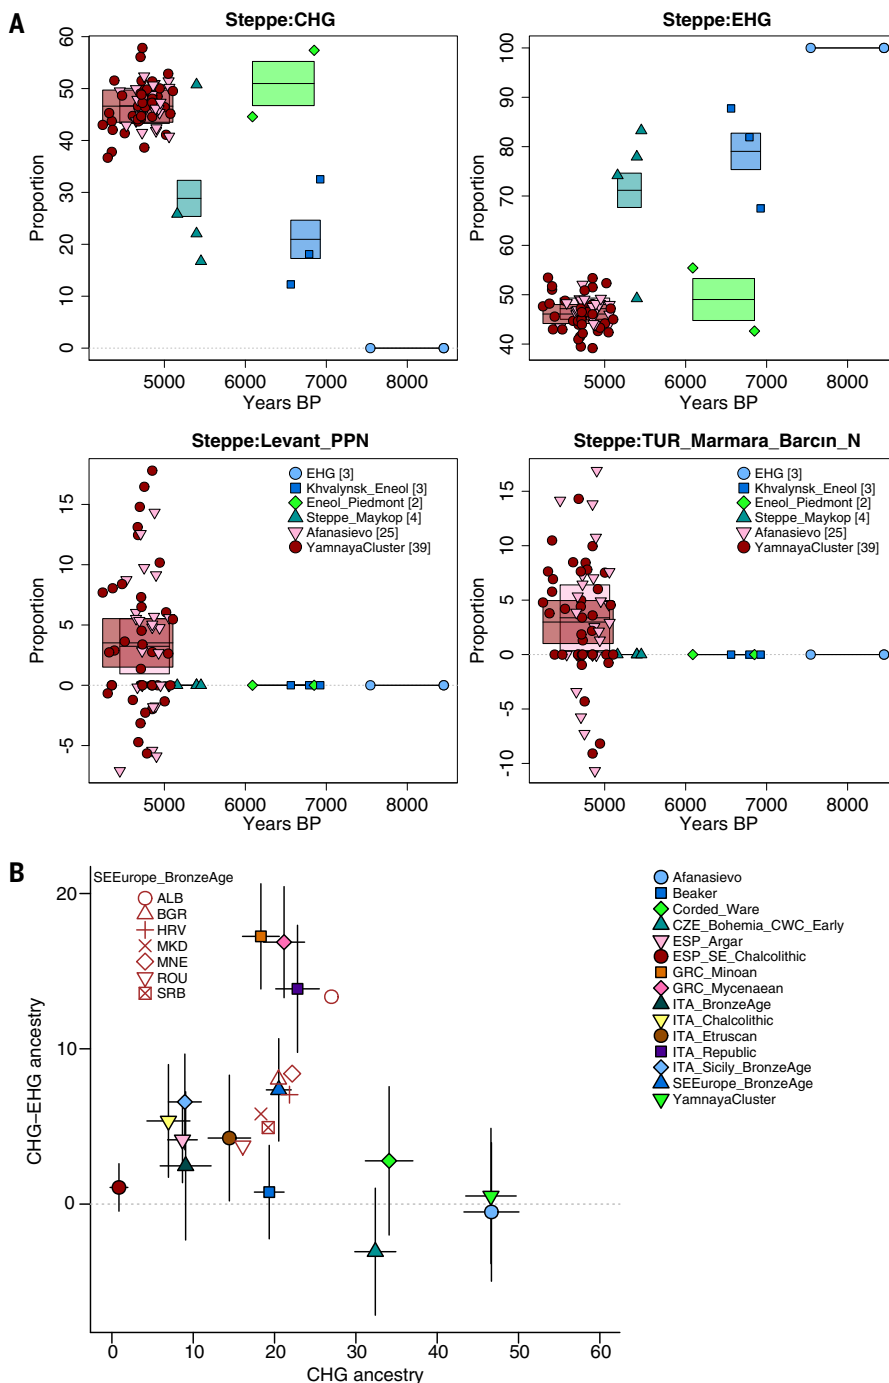 A
Steppe:CHG
Proportion
60
50
40
30
20
10
0
5000 6000 7000 8000
Years BP
Steppe:EHG
Proportion
100
90
80
70
60
50
40
5000 6000 7000 8000
Years BP
Steppe:Levant_PPN
Proportion
15
10
5
0
-5
EHG [3]
Khvalynsk_Eneol [3]
Eneol_Piedmont [2]
Steppe_Maykop [4]
Afanasievo [25]
YamnayaCluster [39]
5000 6000 7000 8000
Years BP
Steppe:TUR_Marmara_Barcın_N
Proportion
15
10
5
0
-5
-10
EHG [3]
Khvalynsk_Eneol [3]
Eneol_Piedmont [2]
Steppe_Maykop [4]
Afanasievo [25]
YamnayaCluster [39]
5000 6000 7000 8000
Years BP
B
CHG–EHG ancestry
20
10
0
SEEurope_BronzeAge
ALB
BGR
HRV
MKD
MNE
ROU
SRB
0 10 20 30 40 50 60
CHG ancestry
Afanasievo
Beaker
Corded_Ware
CZE_Bohemia_CWC_Early
ESP_Argar
ESP_SE_Chalcolithic
GRC_Minoan
GRC_Mycenaean
ITA_BronzeAge
ITA_Chalcolithic
ITA_Etruscan
ITA_Republic
ITA_Sicily_BronzeAge
SEEurope_BronzeAge
YamnayaCluster